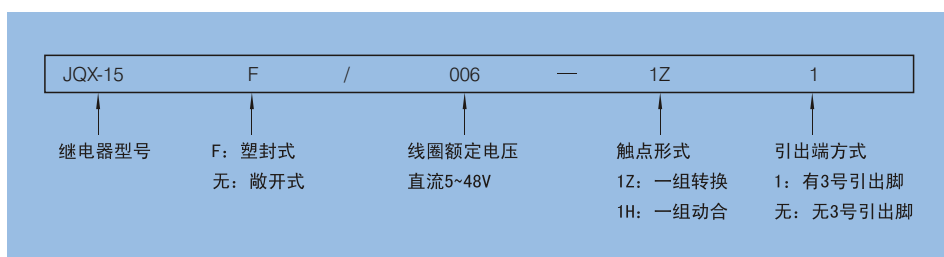 JQX-15 F / 006 — 1Z 1
继电器型号 F：塑封式 线圈额定电压 触点形式 引出端方式
无：敞开式 直流5~48V 1Z：一组转换 1：有3号引出脚
1H：一组动合 无：无3号引出脚